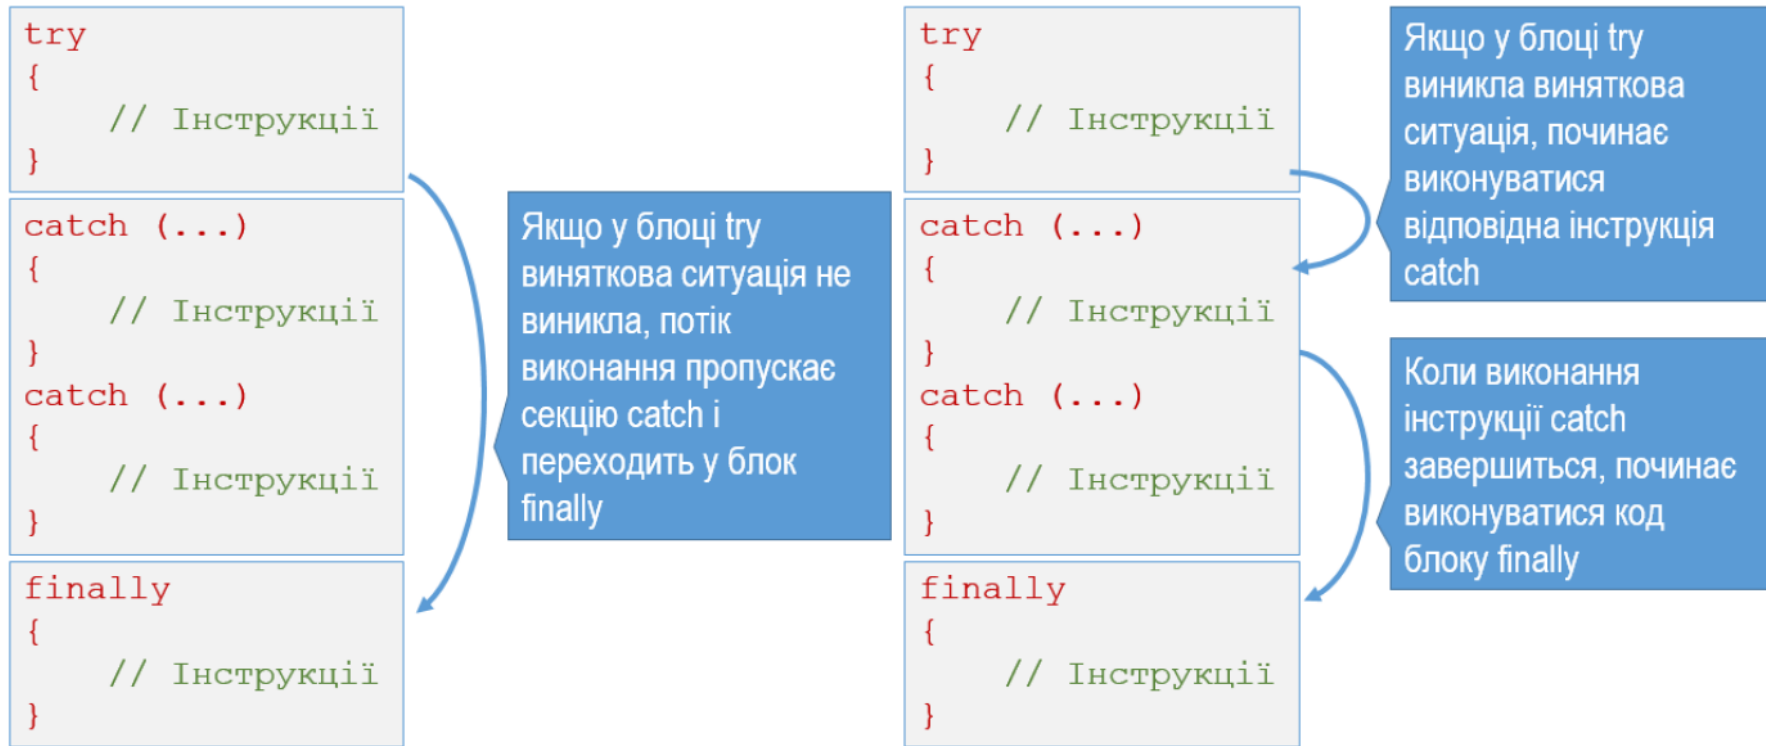 try
{
// Інструкції
}
catch (...)
{
// Інструкції
}
catch (...)
{
// Інструкції
}
finally
{
// Інструкції
}
Якщо у блоці try
виняткова ситуація не
виникла, потік
виконання пропускає
секцію catch і
переходить у блок
finally
try
{
// Інструкції
}
catch (...)
{
// Інструкції
}
catch (...)
{
// Інструкції
}
finally
{
// Інструкції
}
Якщо у блоці try
виникла виняткова
ситуація, починає
виконуватися
відповідна інструкція
catch
Коли виконання
інструкції catch
завершиться, починає
виконуватися код
блоку finally